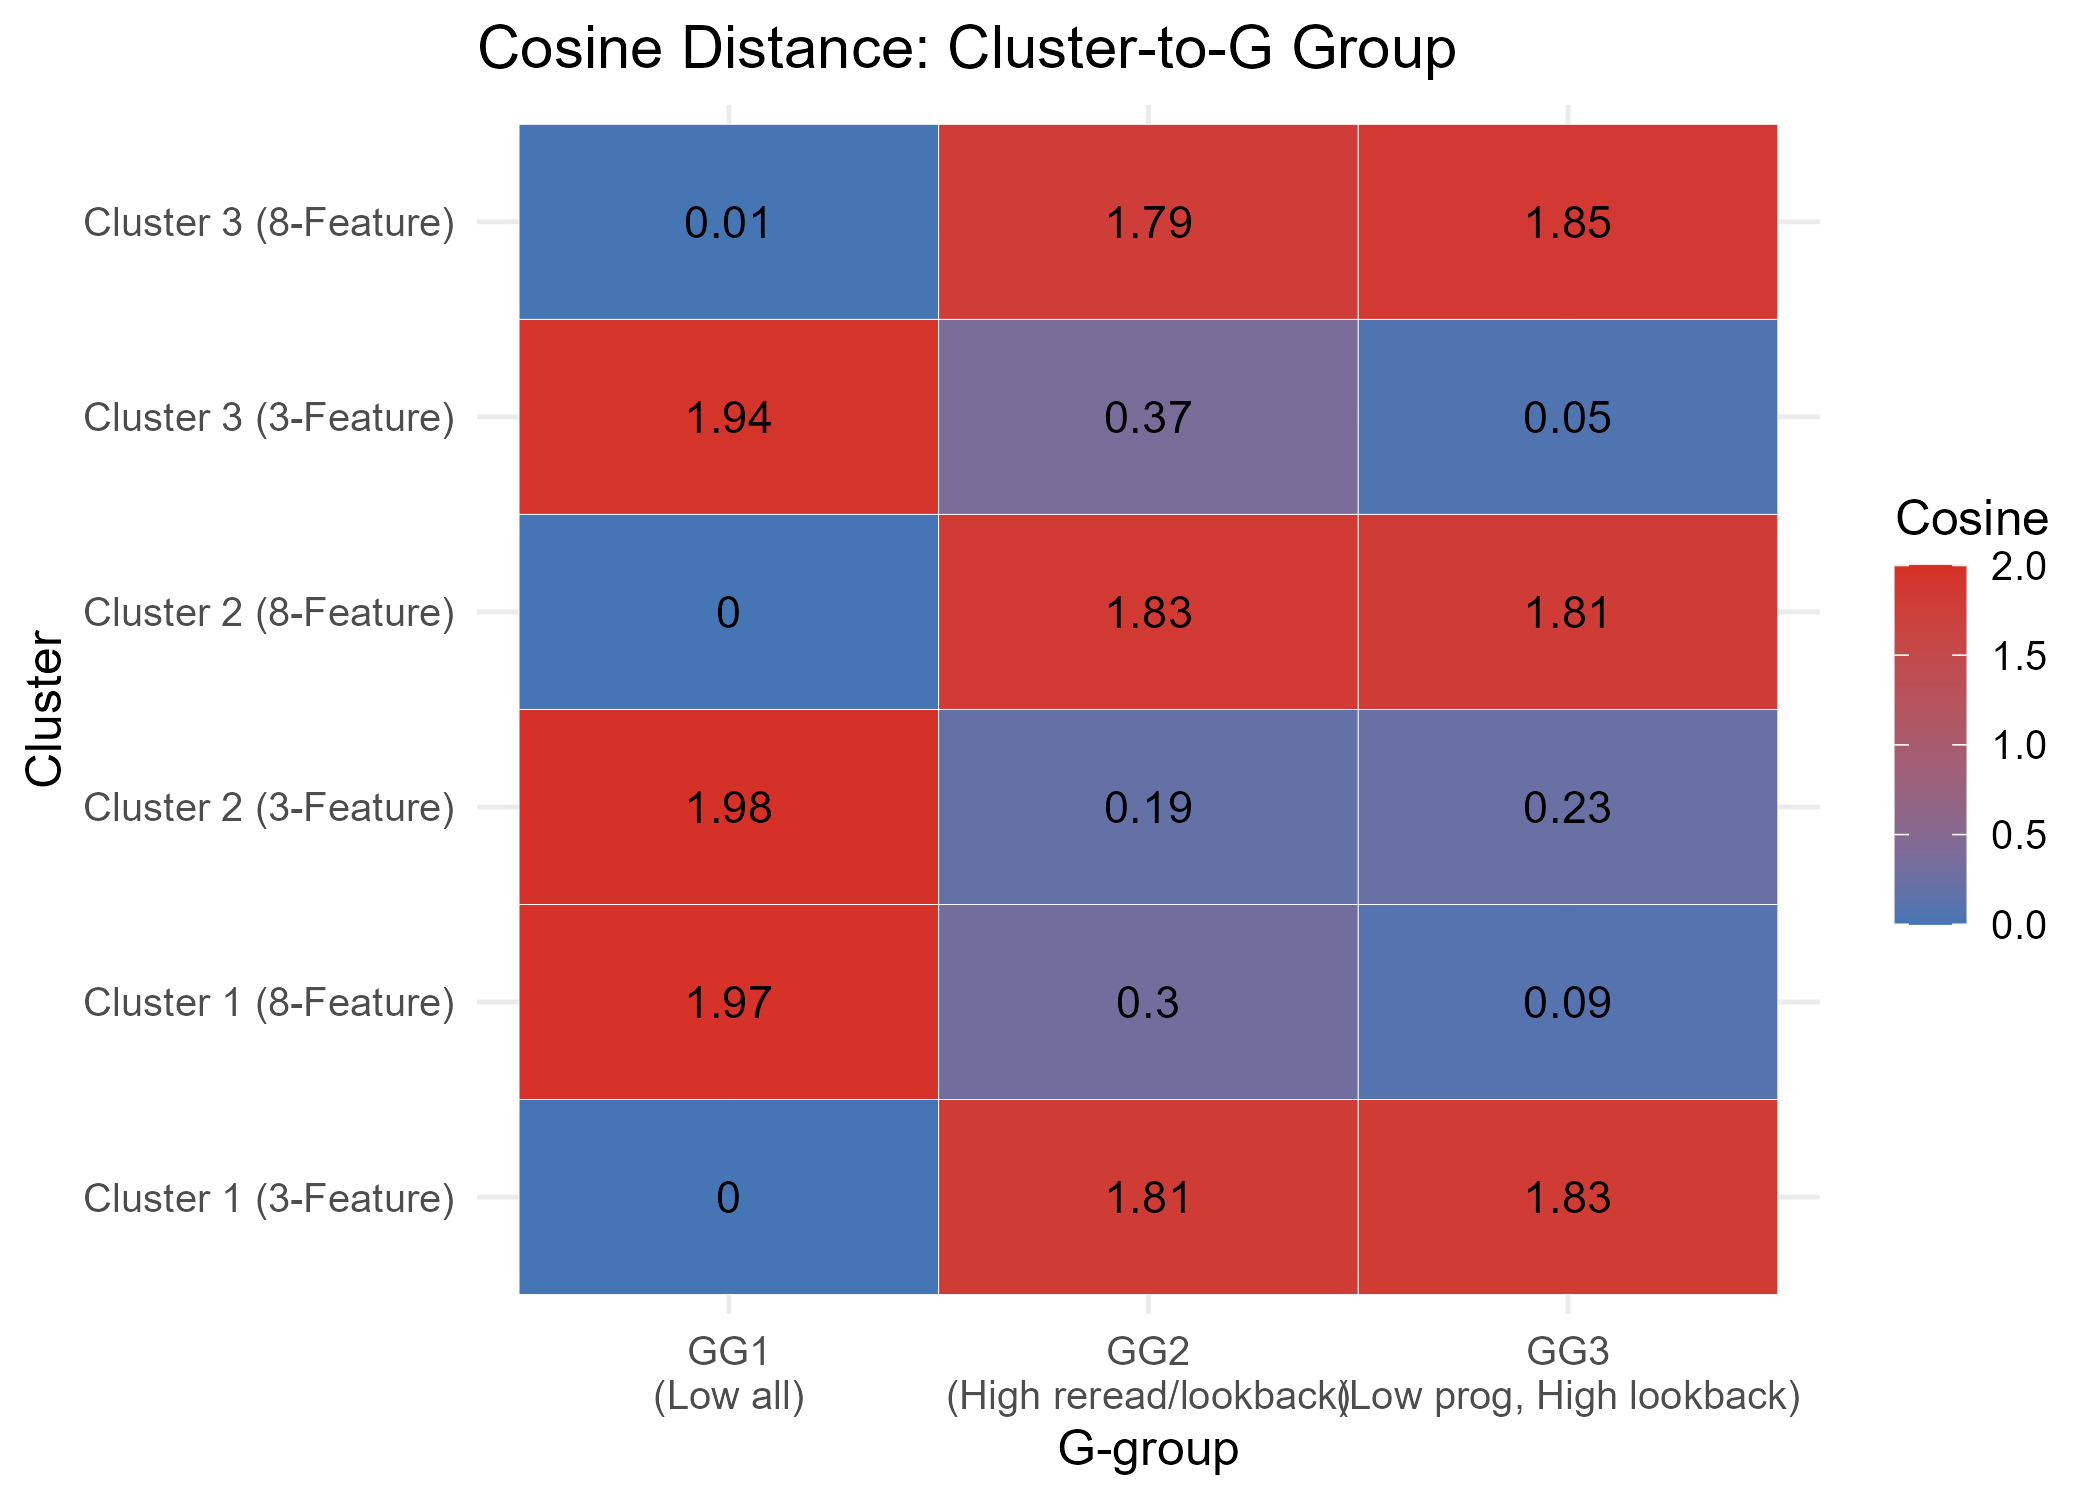 Cosine Distance: Cluster-to-G Group
Cluster
Cluster 3 (8-Feature)
0.01 1.79 1.85
Cluster 3 (3-Feature)
1.94 0.37 0.05
Cluster 2 (8-Feature)
0 1.83 1.81
Cluster 2 (3-Feature)
1.98 0.19 0.23
Cluster 1 (8-Feature)
1.97 0.3 0.09
Cluster 1 (3-Feature)
0 1.81 1.83
GG1
(Low all)
GG2
(High reread/lookback)
GG3
(Low prog, High lookback)
G-group
Cosine
2.0
1.5
1.0
0.5
0.0